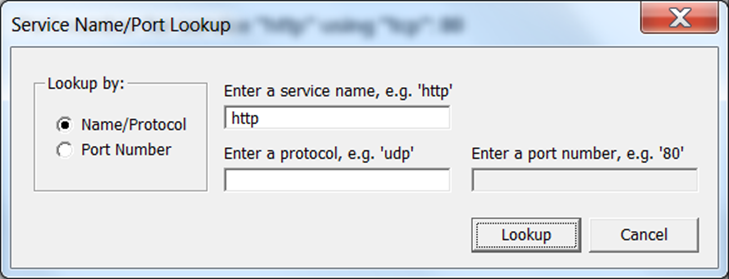 Service Name/Port Lookup
Lookup by:
Name/Protocol
Port Number
Enter a service name, e.g. 'http'
http
Enter a protocol, e.g. 'udp'
Enter a port number, e.g. '80'
Lookup
Cancel